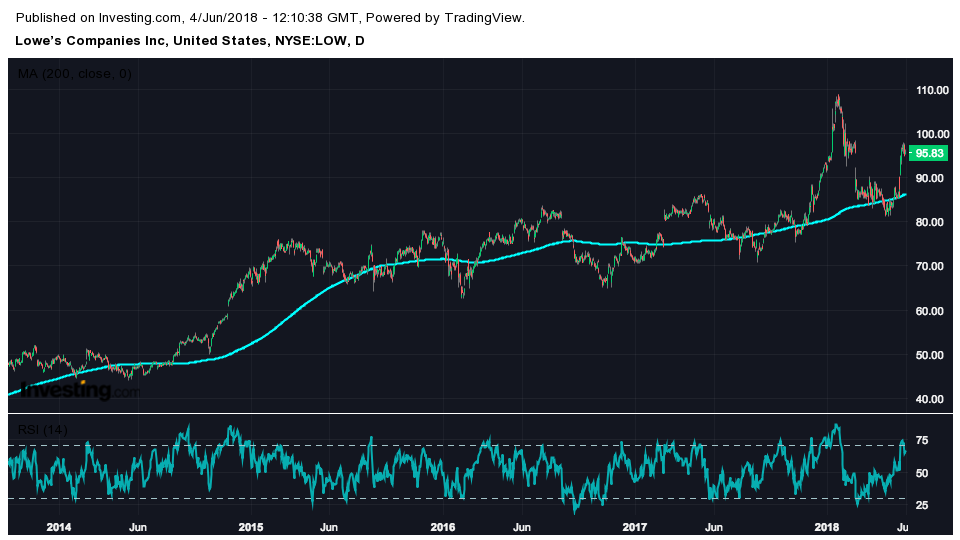 Published on Investing.com, 4/Jun/2018 - 12:10:38 GMT, Powered by TradingView.
Lowe's Companies Inc, United States, NYSE:LOW, D
MA (200, close, 0)
110.00
100.00
95.83
90.00
80.00
70.00
60.00
50.00
40.00
Investing.com
RSI (14)
75
50
25
2014 Jun 2015 Jun 2016 Jun 2017 Jun 2018 Ju